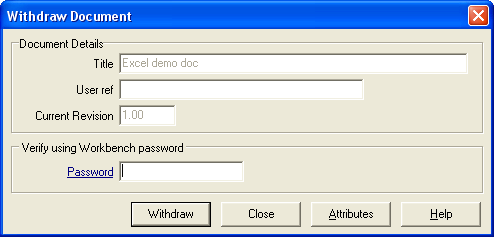 Withdraw Document
Document Details
Title Excel demo doc
User ref
Current Revision 1.00
Verify using Workbench password
Password
Withdraw Close Attributes Help